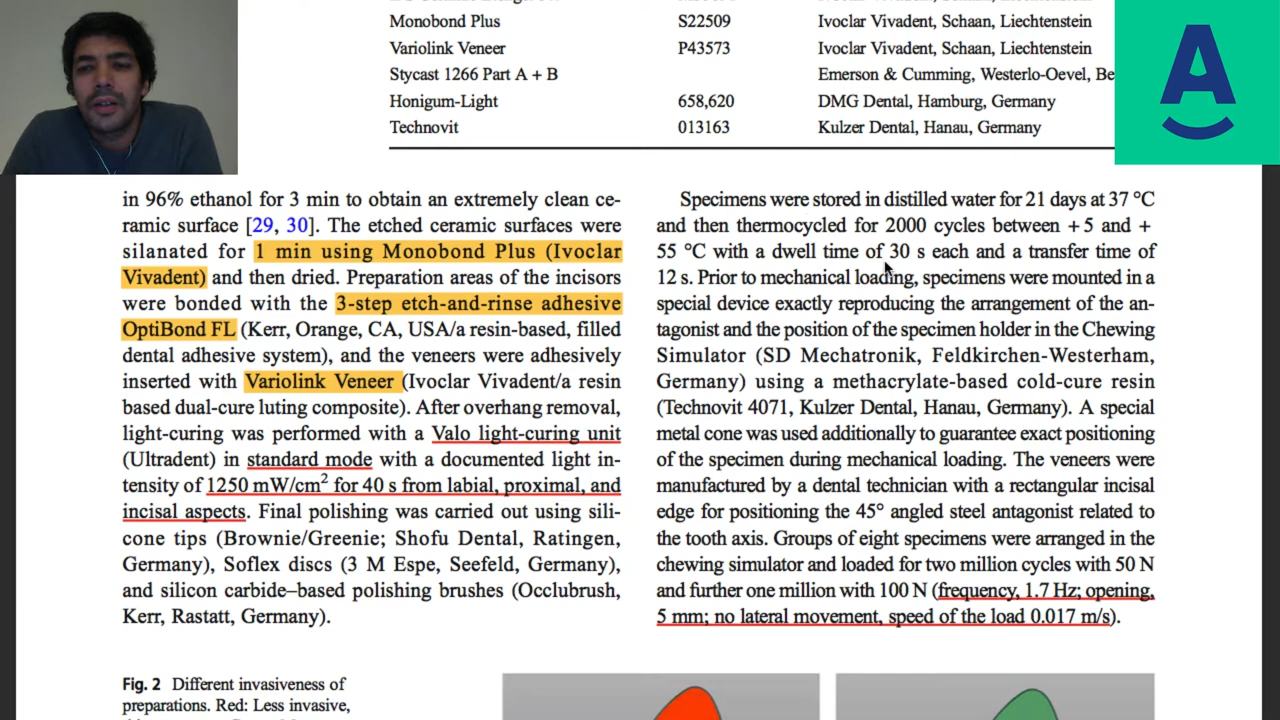 Monobond Plus S22509 Ivoclar Vivadent, Schaan, Liechtenstein
Variolink Veneer P43573 Ivoclar Vivadent, Schaan, Liechtenstein
Stycast 1266 Part A + B Emerson & Cumming, Westerlo-Oevel, Be
Honigum-Light 658,620 DMG Dental, Hamburg, Germany
Technovit 013163 Kulzer Dental, Hanau, Germany
A
in 96% ethanol for 3 min to obtain an extremely clean ce-
ramic surface [29, 30]. The etched ceramic surfaces were
silanated for 1 min using Monobond Plus (Ivoclar
Vivadent) and then dried. Preparation areas of the incisors
were bonded with the 3-step etch-and-rinse adhesive
OptiBond FL (Kerr, Orange, CA, USA/a resin-based, filled
dental adhesive system), and the veneers were adhesively
inserted with Variolink Veneer (Ivoclar Vivadent/a resin
based dual-cure luting composite). After overhang removal,
light-curing was performed with a Valo light-curing unit
(Ultradent) in standard mode with a documented light in-
tensity of 1250 mW/cm² for 40 s from labial, proximal, and
incisal aspects. Final polishing was carried out using sili-
cone tips (Brownie/Greenie; Shofu Dental, Ratingen,
Germany), Soflex discs (3 M Espe, Seefeld, Germany),
and silicon carbide–based polishing brushes (Occlubrush,
Kerr, Rastatt, Germany).
Specimens were stored in distilled water for 21 days at 37 °C
and then thermocycled for 2000 cycles between + 5 and +
55 °C with a dwell time of 30 s each and a transfer time of
12 s. Prior to mechanical loading, specimens were mounted in a
special device exactly reproducing the arrangement of the an-
tagonist and the position of the specimen holder in the Chewing
Simulator (SD Mechatronik, Feldkirchen-Westerham,
Germany) using a methacrylate-based cold-cure resin
(Technovit 4071, Kulzer Dental, Hanau, Germany). A special
metal cone was used additionally to guarantee exact positioning
of the specimen during mechanical loading. The veneers were
manufactured by a dental technician with a rectangular incisal
edge for positioning the 45° angled steel antagonist related to
the tooth axis. Groups of eight specimens were arranged in the
chewing simulator and loaded for two million cycles with 50 N
and further one million with 100 N (frequency, 1.7 Hz; opening,
5 mm; no lateral movement, speed of the load 0.017 m/s).
Fig. 2 Different invasiveness of
preparations. Red: Less invasive,